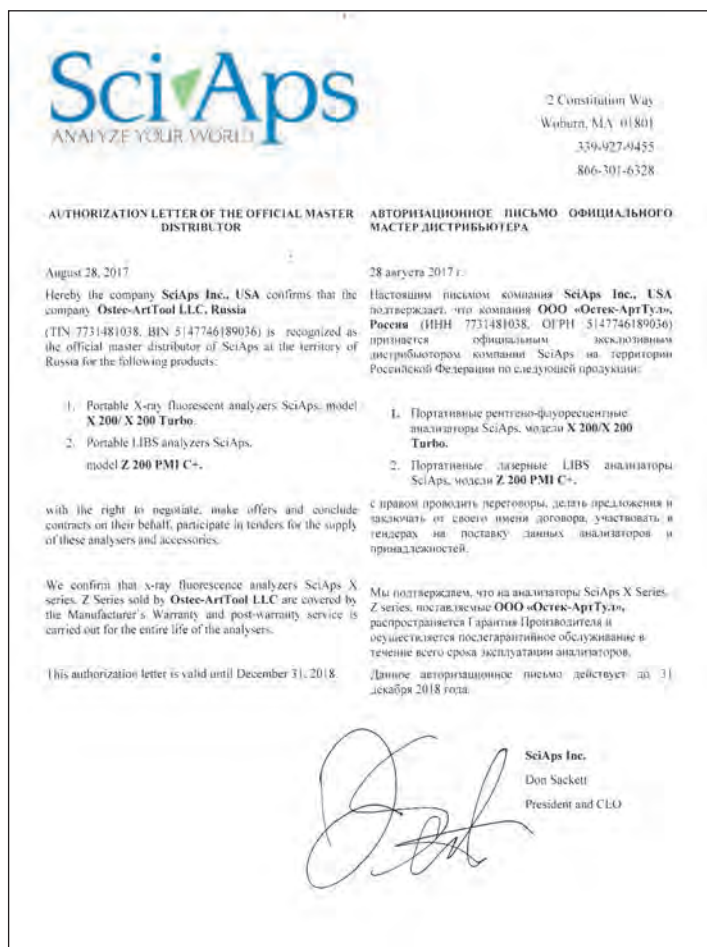 SciAps
ANALYZE YOUR WORLD
2 Constitution Way
Woburn, MA 01801
339-927-9455
866-301-6328
AUTHORIZATION LETTER OF THE OFFICIAL MASTER
DISTRIBUTOR
August 28, 2017
Hereby the company SciAps Inc., USA confirms that the
company Ostec-ArtTool LLC, Russia
(TIN 7731481038, BIN 5147746189036) is recognized as
the official master distributor of SciAps at the territory of
Russia for the following products:
1. Portable X-ray fluorescent analyzers SciAps, model
X 200/ X 200 Turbo.
2. Portable LIBS analyzers SciAps,
model Z 200 PMI C+.
with the right to negotiate, make offers and conclude
contracts on their behalf, participate in tenders for the supply
of these analysers and accessories.
We confirm that x-ray fluorescence analyzers SciAps X
series, Z Series sold by Ostec-ArtTool LLC are covered by
the Manufacturer's Warranty and post-warranty service is
carried out for the entire life of the analysers.
This authorization letter is valid until December 31, 2018.
АВТОРИЗАЦИОННОЕ ПИСЬМО ОФИЦИАЛЬНОГО
МАСТЕР ДИСТРИБЬЮТЕРА
28 августа 2017 г.
Настоящим письмом компания SciAps Inc., USA
подтверждает, что компания ООО «Остек-АртТул»,
Россия (ИНН 7731481038, ОГРН 5147746189036)
признается официальным эксклюзивным
дистрибьютором компании SciAps на территории
Российской Федерации по следующей продукции:
1. Портативные рентгено-флуоресцентные
анализаторы SciAps, модели X 200/X 200
Turbo.
2. Портативные лазерные LIBS анализаторы
SciAps, модели Z 200 PMI C+.
с правом проводить переговоры, делать предложения и
заключать от своего имени договора, участвовать в
тендерах на поставку данных анализаторов и
принадлежностей.
Мы подтверждаем, что на анализаторы SciAps X Series,
Z series, поставляемые ООО «Остек-АртТул»,
распространяется Гарантия Производителя и
осуществляется послегарантийное обслуживание в
течение всего срока эксплуатации анализаторов.
Данное авторизационное письмо действует до 31
декабря 2018 года.
SciAps Inc.
Don Sackett
President and CEO